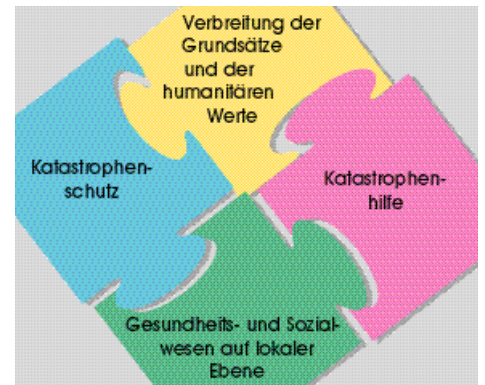 Verbreitung der
Grundsätze
und der
humanitären
Werte
Katastrophen-
schutz
Katastrophen-
hilfe
Gesundheits- und Sozial-
wesen auf lokaler
Ebene